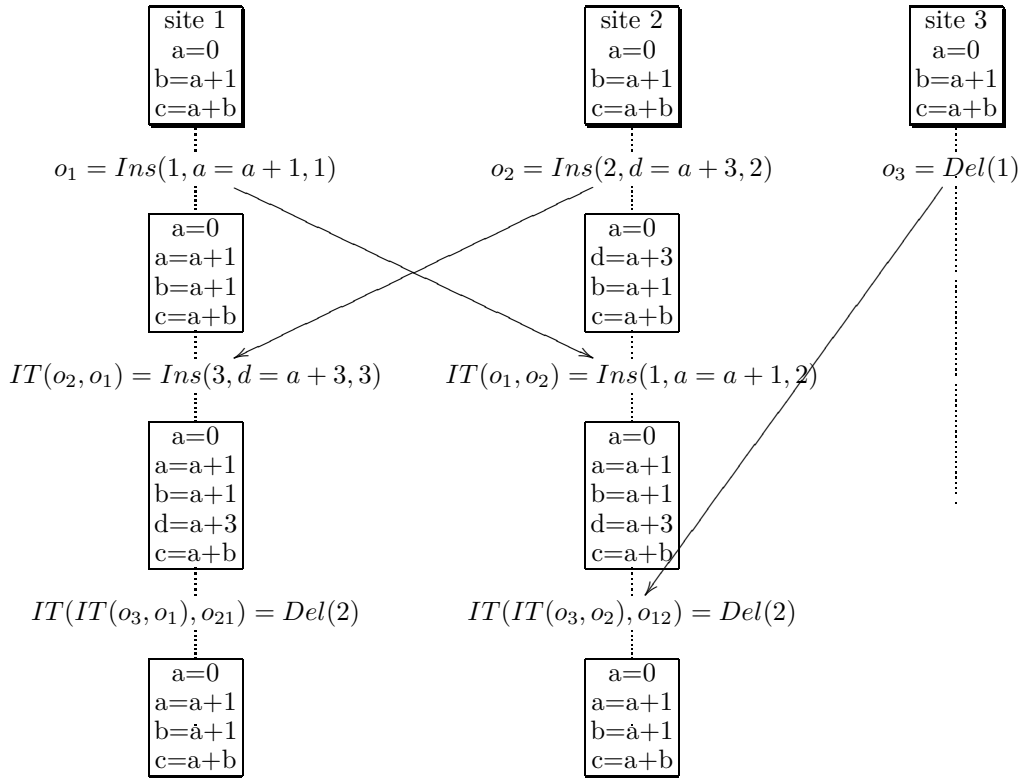 site 1
a=0
b=a+1
c=a+b
site 2
a=0
b=a+1
c=a+b
site 3
a=0
b=a+1
c=a+b
o₁ = Ins(1, a = a + 1, 1)
o₂ = Ins(2, d = a + 3, 2)
o₃ = Del(1)
a=0
a=a+1
b=a+1
c=a+b
a=0
d=a+3
b=a+1
c=a+b
IT(o₂, o₁) = Ins(3, d = a + 3, 3)
IT(o₁, o₂) = Ins(1, a = a + 1, 2)
a=0
a=a+1
b=a+1
d=a+3
c=a+b
a=0
a=a+1
b=a+1
d=a+3
c=a+b
IT(IT(o₃, o₁), o₂₁) = Del(2)
IT(IT(o₃, o₂), o₁₂) = Del(2)
a=0
a=a+1
b=a+1
c=a+b
a=0
a=a+1
b=a+1
c=a+b